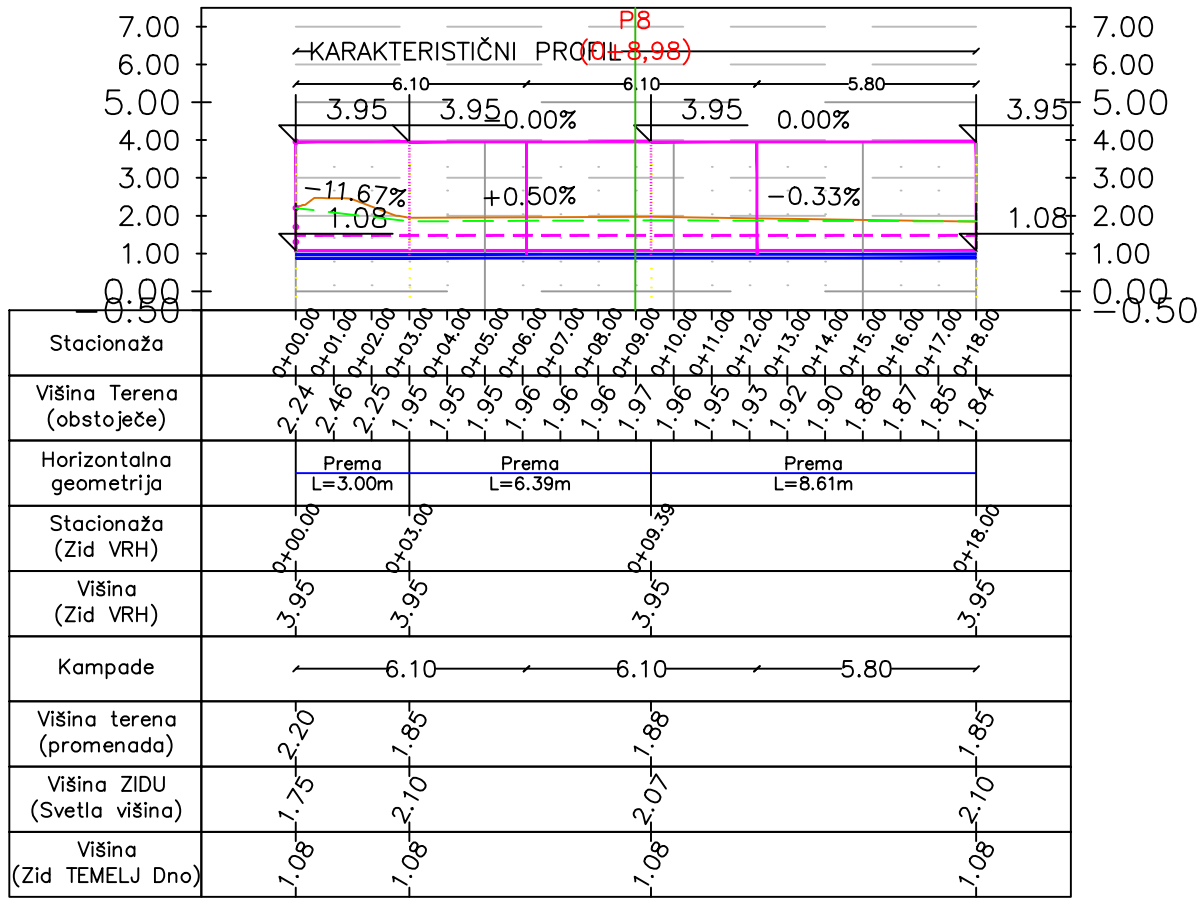 P8
7.00 7.00
KARAKTERISTIČNI PROFIL (0+8,98)
6.00 6.00
6.10 6.10 5.80
5.00 5.00
3.95 3.95 3.95 3.95
-0.00% 0.00%
4.00 4.00
3.00 3.00
-11.67% +0.50% -0.33%
2.00 2.00
1.08 1.08
1.00 1.00
0.00 0.00
-0.50 -0.50
Stacionaža 0+00.00 0+01.00 0+02.00 0+03.00 0+04.00 0+05.00 0+06.00 0+07.00 0+08.00 0+09.00 0+10.00 0+11.00 0+12.00 0+13.00 0+14.00 0+15.00 0+16.00 0+17.00 0+18.00
Višina Terena
(obstoječe)
2.24 2.46 2.25 1.95 1.95 1.95 1.96 1.96 1.96 1.97 1.96 1.95 1.93 1.92 1.90 1.88 1.87 1.85 1.84
Horizontalna
geometrija
Prema Prema Prema
L=3.00m L=6.39m L=8.61m
Stacionaža
(Zid VRH)
0+00.00 0+03.00 0+09.39 0+18.00
Višina
(Zid VRH)
3.95 3.95 3.95 3.95
Kampade 6.10 6.10 5.80
Višina terena
(promenada)
2.20 1.85 1.88 1.85
Višina ZIDU
(Svetla višina)
1.75 2.10 2.07 2.10
Višina
(Zid TEMELJ Dno)
1.08 1.08 1.08 1.08